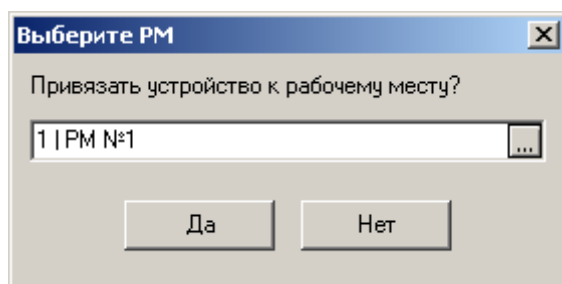 Выберите РМ
Привязать устройство к рабочему месту?
1 | РМ №1
...
Да
Нет